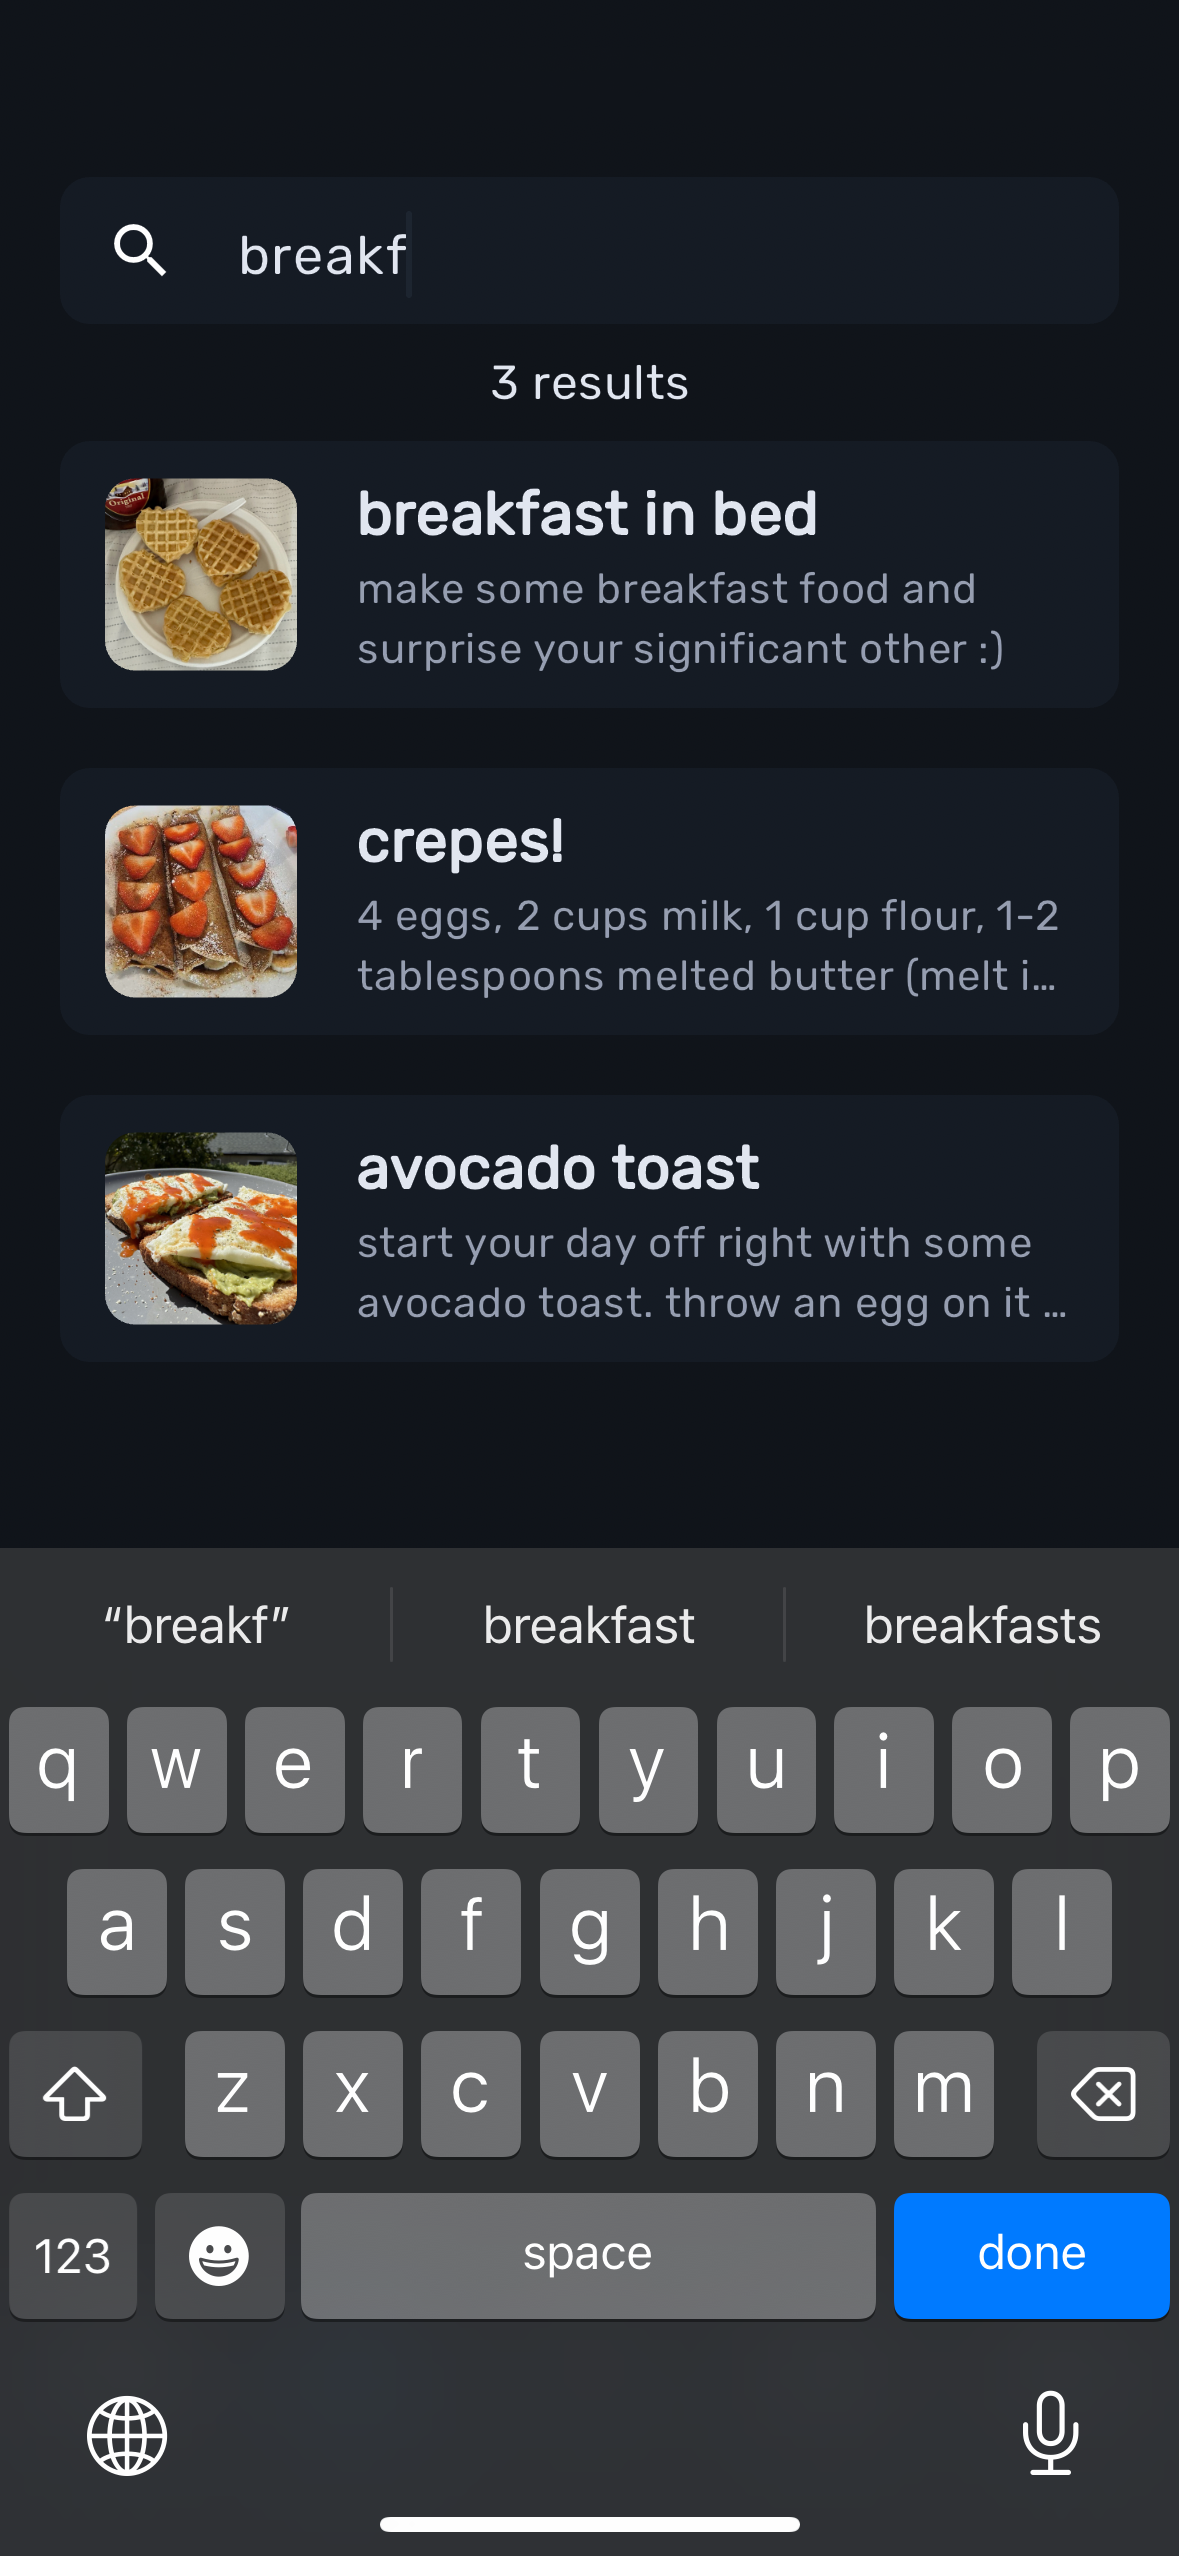 breakf
3 results
Original
breakfast in bed
make some breakfast food and
surprise your significant other :)
crepes!
4 eggs, 2 cups milk, 1 cup flour, 1-2
tablespoons melted butter (melt i...
avocado toast
start your day off right with some
avocado toast. throw an egg on it ...
“breakf” breakfast breakfasts
q w e r t y u i o p
a s d f g h j k l
z x c v b n m
123 space done